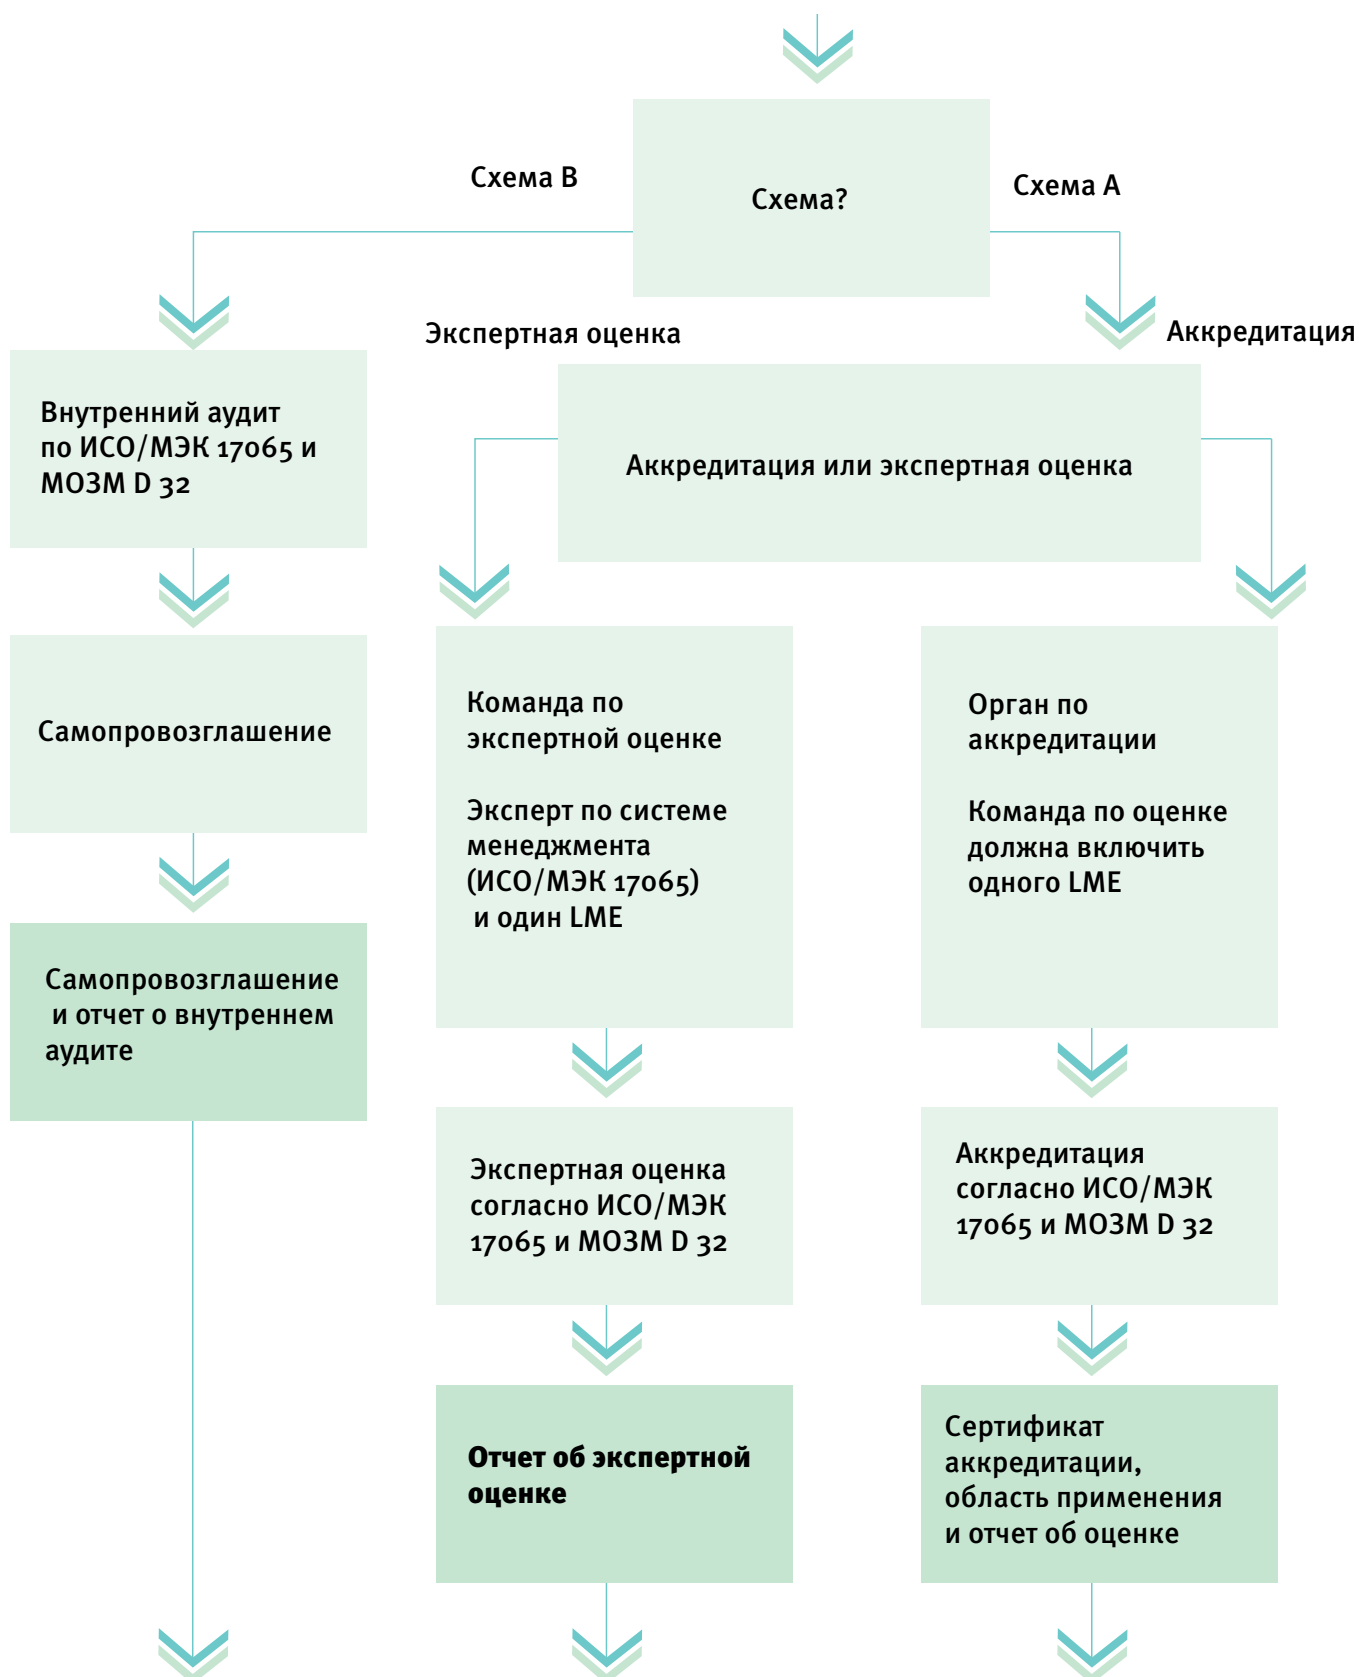 Схема B
Схема?
Схема A
Экспертная оценка
Аккредитация
Внутренний аудит
по ИСО/МЭК 17065 и
МОЗМ D 32
Аккредитация или экспертная оценка
Самопровозглашение
Команда по
экспертной оценке
Эксперт по системе
менеджмента
(ИСО/МЭК 17065)
и один LME
Орган по
аккредитации
Команда по оценке
должна включить
одного LME
Самопровозглашение
и отчет о внутреннем
аудите
Экспертная оценка
согласно ИСО/МЭК
17065 и МОЗМ D 32
Аккредитация
согласно ИСО/МЭК
17065 и МОЗМ D 32
Отчет об экспертной
оценке
Сертификат
аккредитации,
область применения
и отчет об оценке